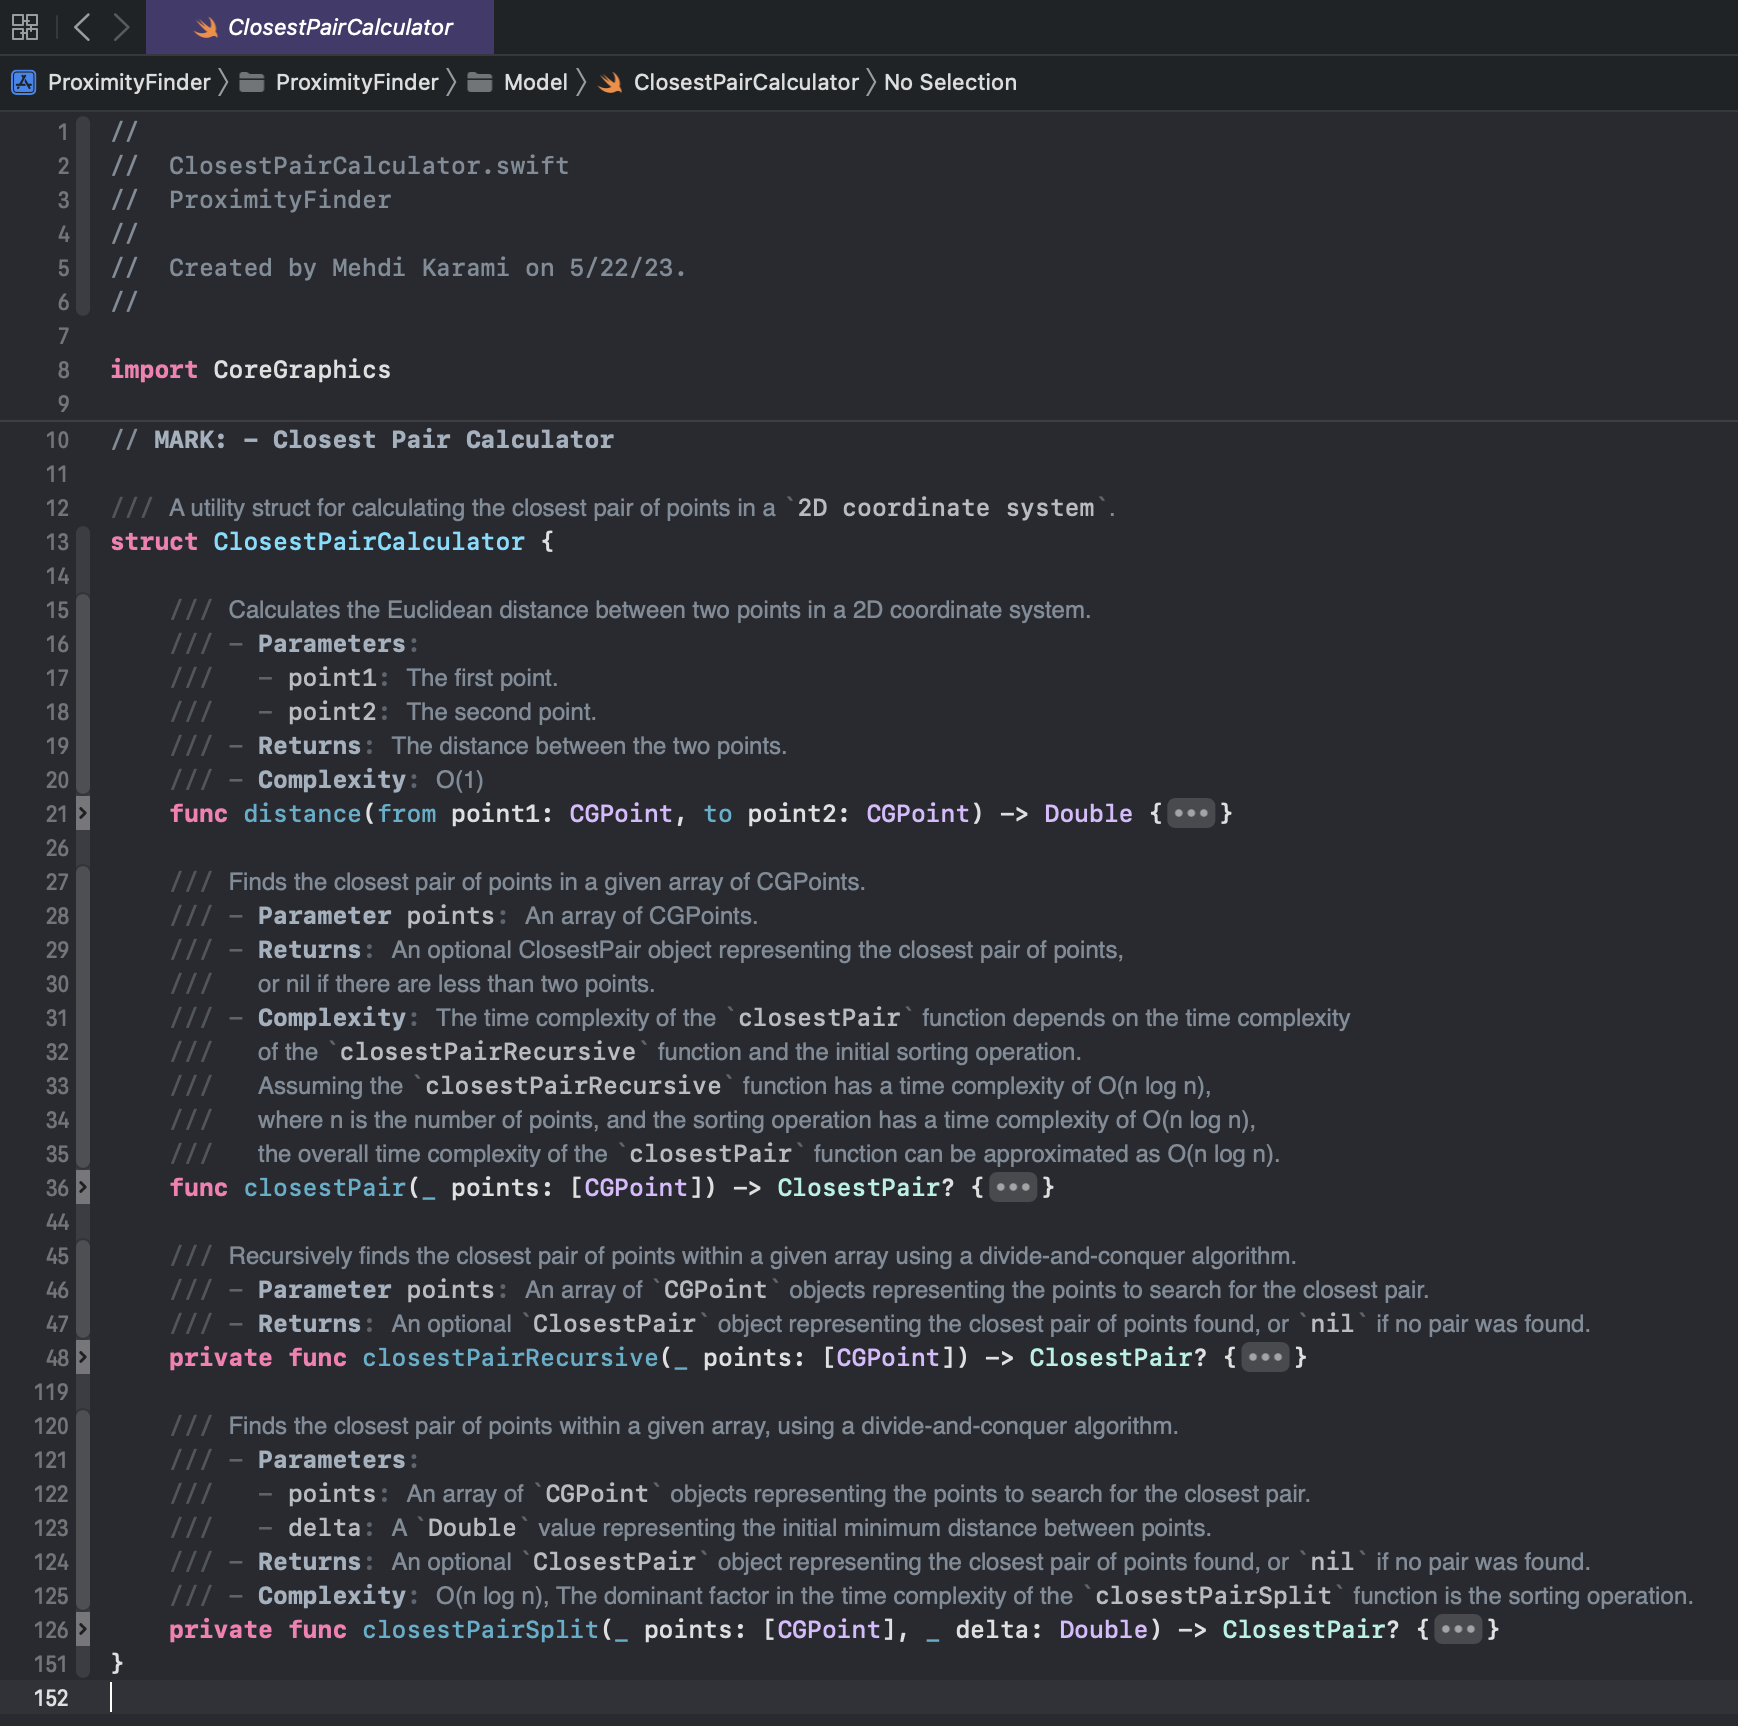 ClosestPairCalculator
ProximityFinder ProximityFinder Model ClosestPairCalculator No Selection
1 //
2 //  ClosestPairCalculator.swift
3 //  ProximityFinder
4 //
5 //  Created by Mehdi Karami on 5/22/23.
6 //
7
8 import CoreGraphics
9
10 // MARK: - Closest Pair Calculator
11
12 /// A utility struct for calculating the closest pair of points in a `2D coordinate system`.
13 struct ClosestPairCalculator {
14
15     /// Calculates the Euclidean distance between two points in a 2D coordinate system.
16     /// - Parameters:
17     ///   - point1: The first point.
18     ///   - point2: The second point.
19     /// - Returns: The distance between the two points.
20     /// - Complexity: O(1)
21     func distance(from point1: CGPoint, to point2: CGPoint) -> Double {•••}
26
27     /// Finds the closest pair of points in a given array of CGPoints.
28     /// - Parameter points: An array of CGPoints.
29     /// - Returns: An optional ClosestPair object representing the closest pair of points,
30     ///   or nil if there are less than two points.
31     /// - Complexity: The time complexity of the `closestPair` function depends on the time complexity
32     ///   of the `closestPairRecursive` function and the initial sorting operation.
33     ///   Assuming the `closestPairRecursive` function has a time complexity of O(n log n),
34     ///   where n is the number of points, and the sorting operation has a time complexity of O(n log n),
35     ///   the overall time complexity of the `closestPair` function can be approximated as O(n log n).
36     func closestPair(_ points: [CGPoint]) -> ClosestPair? {•••}
44
45     /// Recursively finds the closest pair of points within a given array using a divide-and-conquer algorithm.
46     /// - Parameter points: An array of `CGPoint` objects representing the points to search for the closest pair.
47     /// - Returns: An optional `ClosestPair` object representing the closest pair of points found, or `nil` if no pair was found.
48     private func closestPairRecursive(_ points: [CGPoint]) -> ClosestPair? {•••}
119
120     /// Finds the closest pair of points within a given array, using a divide-and-conquer algorithm.
121     /// - Parameters:
122     ///   - points: An array of `CGPoint` objects representing the points to search for the closest pair.
123     ///   - delta: A `Double` value representing the initial minimum distance between points.
124     /// - Returns: An optional `ClosestPair` object representing the closest pair of points found, or `nil` if no pair was found.
125     /// - Complexity: O(n log n), The dominant factor in the time complexity of the `closestPairSplit` function is the sorting operation.
126     private func closestPairSplit(_ points: [CGPoint], _ delta: Double) -> ClosestPair? {•••}
151 }
152